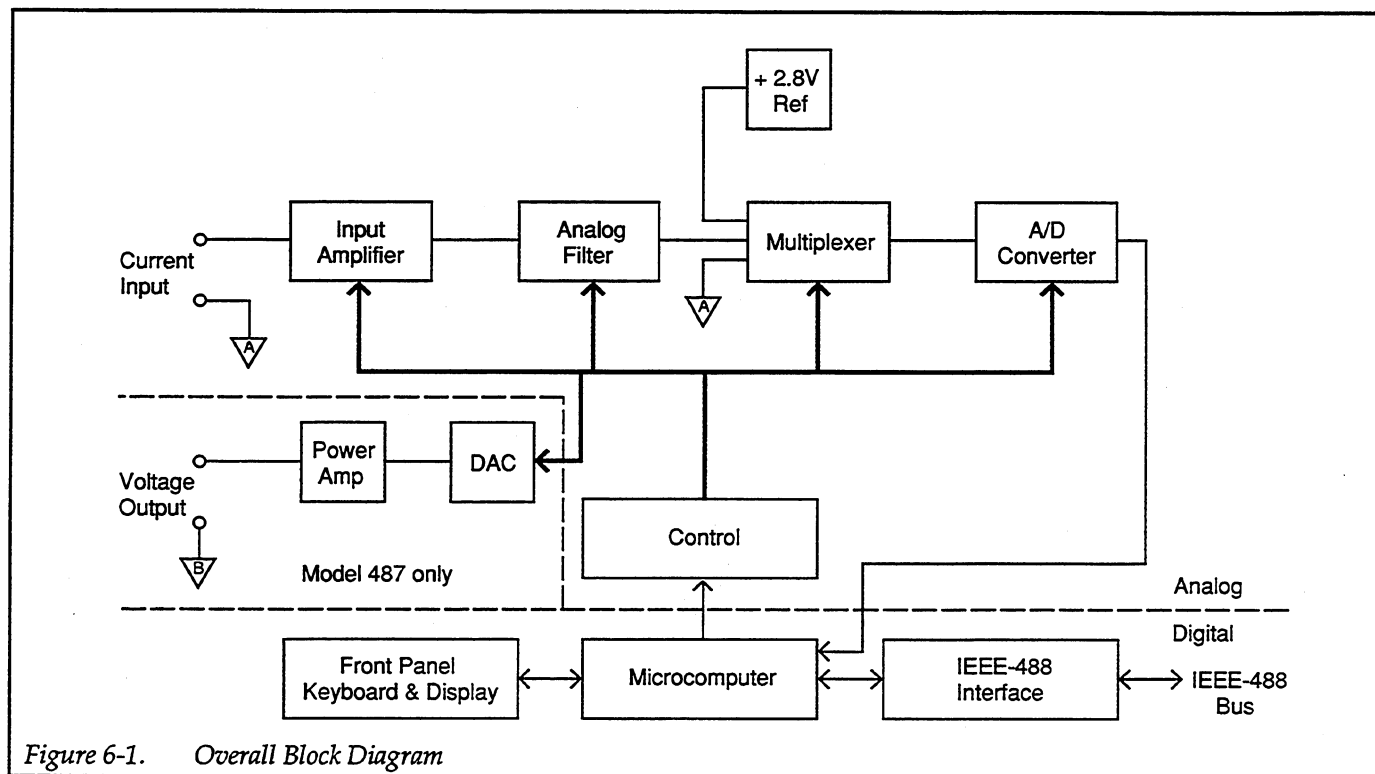 + 2.8V
Ref
Input
Amplifier
Analog
Filter
Multiplexer
A/D
Converter
Current
Input
A
A
Power
Amp
DAC
Voltage
Output
B
Control
Model 487 only
Analog
Digital
Front Panel
Keyboard & Display
Microcomputer
IEEE-488
Interface
IEEE-488
Bus
Figure 6-1. Overall Block Diagram